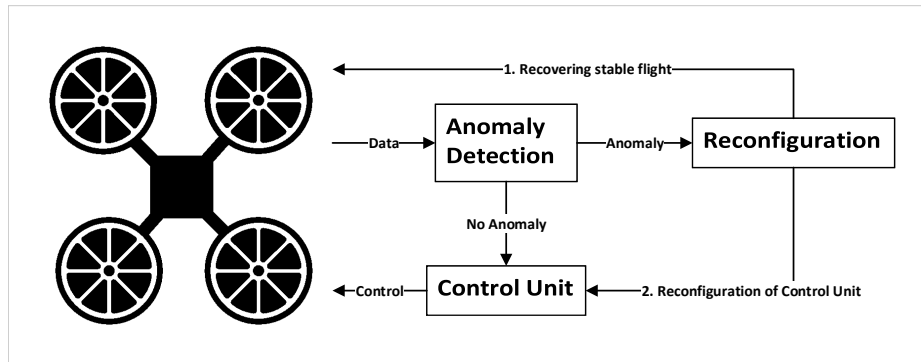 1. Recovering stable flight
Anomaly
Detection
Reconfiguration
Data
Anomaly
No Anomaly
Control
Control Unit
2. Reconfiguration of Control Unit